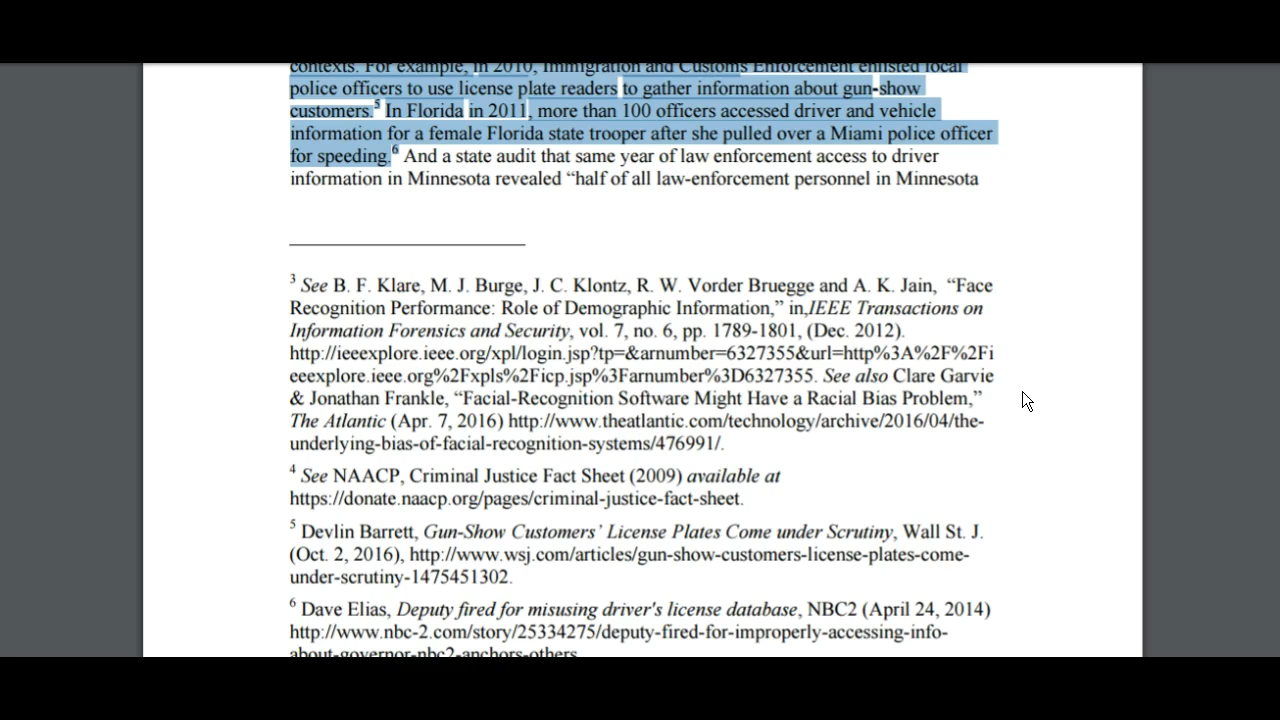 contexts. For example, in 2010, Immigration and Customs Enforcement enlisted local
police officers to use license plate readers to gather information about gun-show
customers.5 In Florida in 2011, more than 100 officers accessed driver and vehicle
information for a female Florida state trooper after she pulled over a Miami police officer
for speeding.6 And a state audit that same year of law enforcement access to driver
information in Minnesota revealed “half of all law-enforcement personnel in Minnesota
3 See B. F. Klare, M. J. Burge, J. C. Klontz, R. W. Vorder Bruegge and A. K. Jain, “Face
Recognition Performance: Role of Demographic Information,” in,IEEE Transactions on
Information Forensics and Security, vol. 7, no. 6, pp. 1789-1801, (Dec. 2012).
http://ieeexplore.ieee.org/xpl/login.jsp?tp=&arnumber=6327355&url=http%3A%2F%2Fi
eeexplore.ieee.org%2Fxpls%2Ficp.jsp%3Farnumber%3D6327355. See also Clare Garvie
& Jonathan Frankle, “Facial-Recognition Software Might Have a Racial Bias Problem,”
The Atlantic (Apr. 7, 2016) http://www.theatlantic.com/technology/archive/2016/04/the-
underlying-bias-of-facial-recognition-systems/476991/.
4 See NAACP, Criminal Justice Fact Sheet (2009) available at
https://donate.naacp.org/pages/criminal-justice-fact-sheet.
5 Devlin Barrett, Gun-Show Customers’ License Plates Come under Scrutiny, Wall St. J.
(Oct. 2, 2016), http://www.wsj.com/articles/gun-show-customers-license-plates-come-
under-scrutiny-1475451302.
6 Dave Elias, Deputy fired for misusing driver's license database, NBC2 (April 24, 2014)
http://www.nbc-2.com/story/25334275/deputy-fired-for-improperly-accessing-info-
about-governor-nbc2-anchors-others